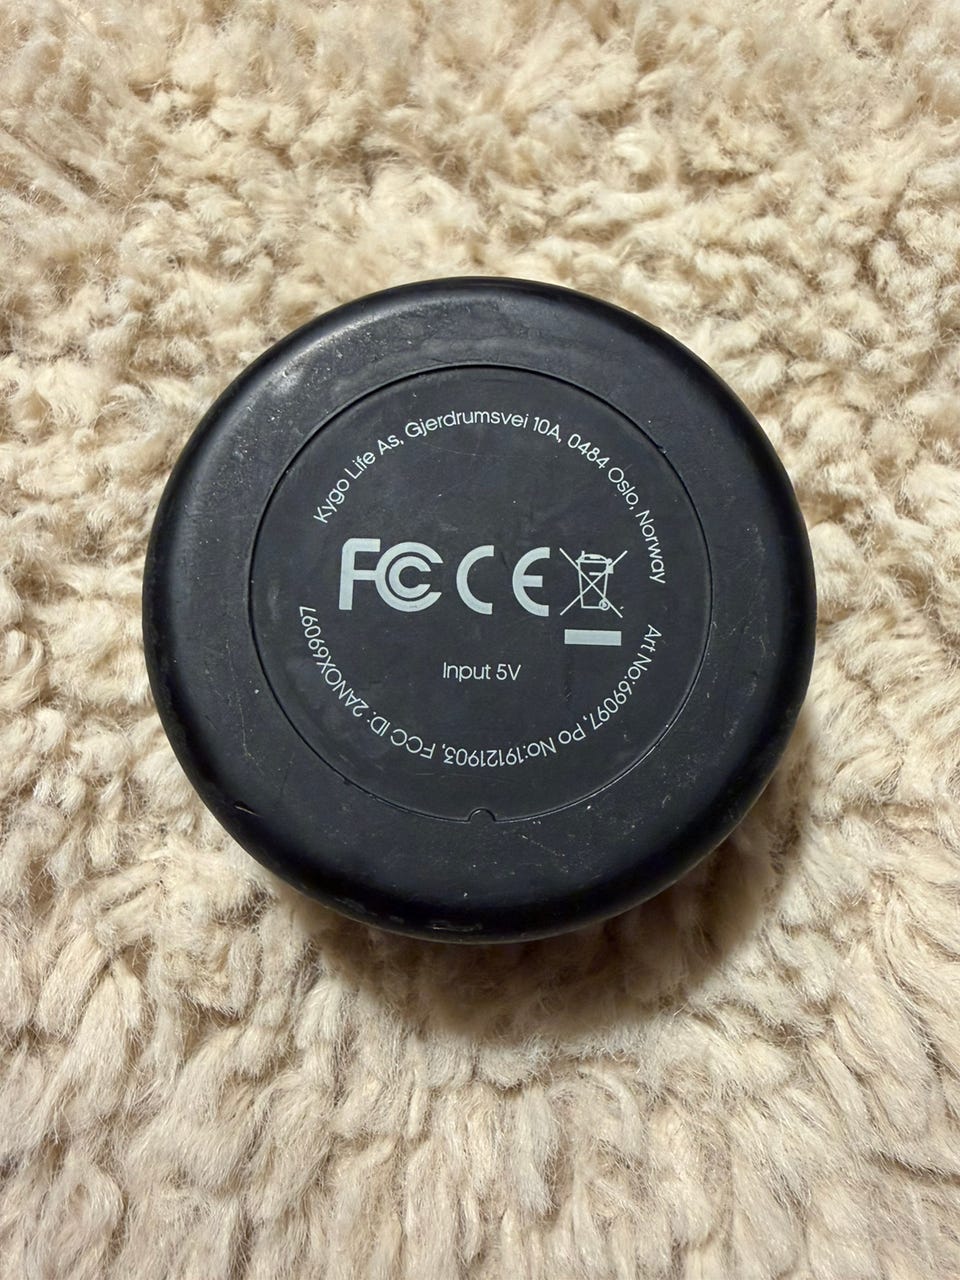 Kygo Life As, Gjerdrumsvei 10A, 0484 Oslo, Norway
FC CE
Input 5V
Art No:69097, Po No:19121903, FCC ID: 2ANOX69097